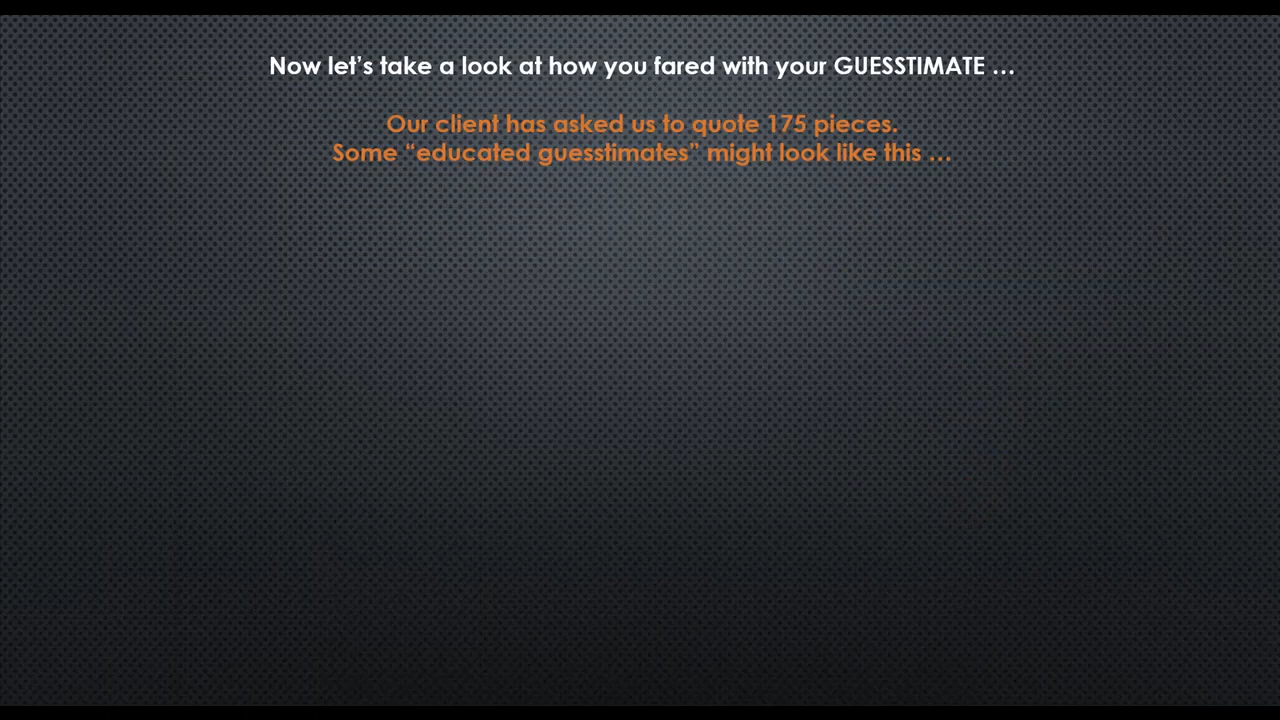 Now let’s take a look at how you fared with your GUESSTIMATE …
Our client has asked us to quote 175 pieces.
Some “educated guesstimates” might look like this …